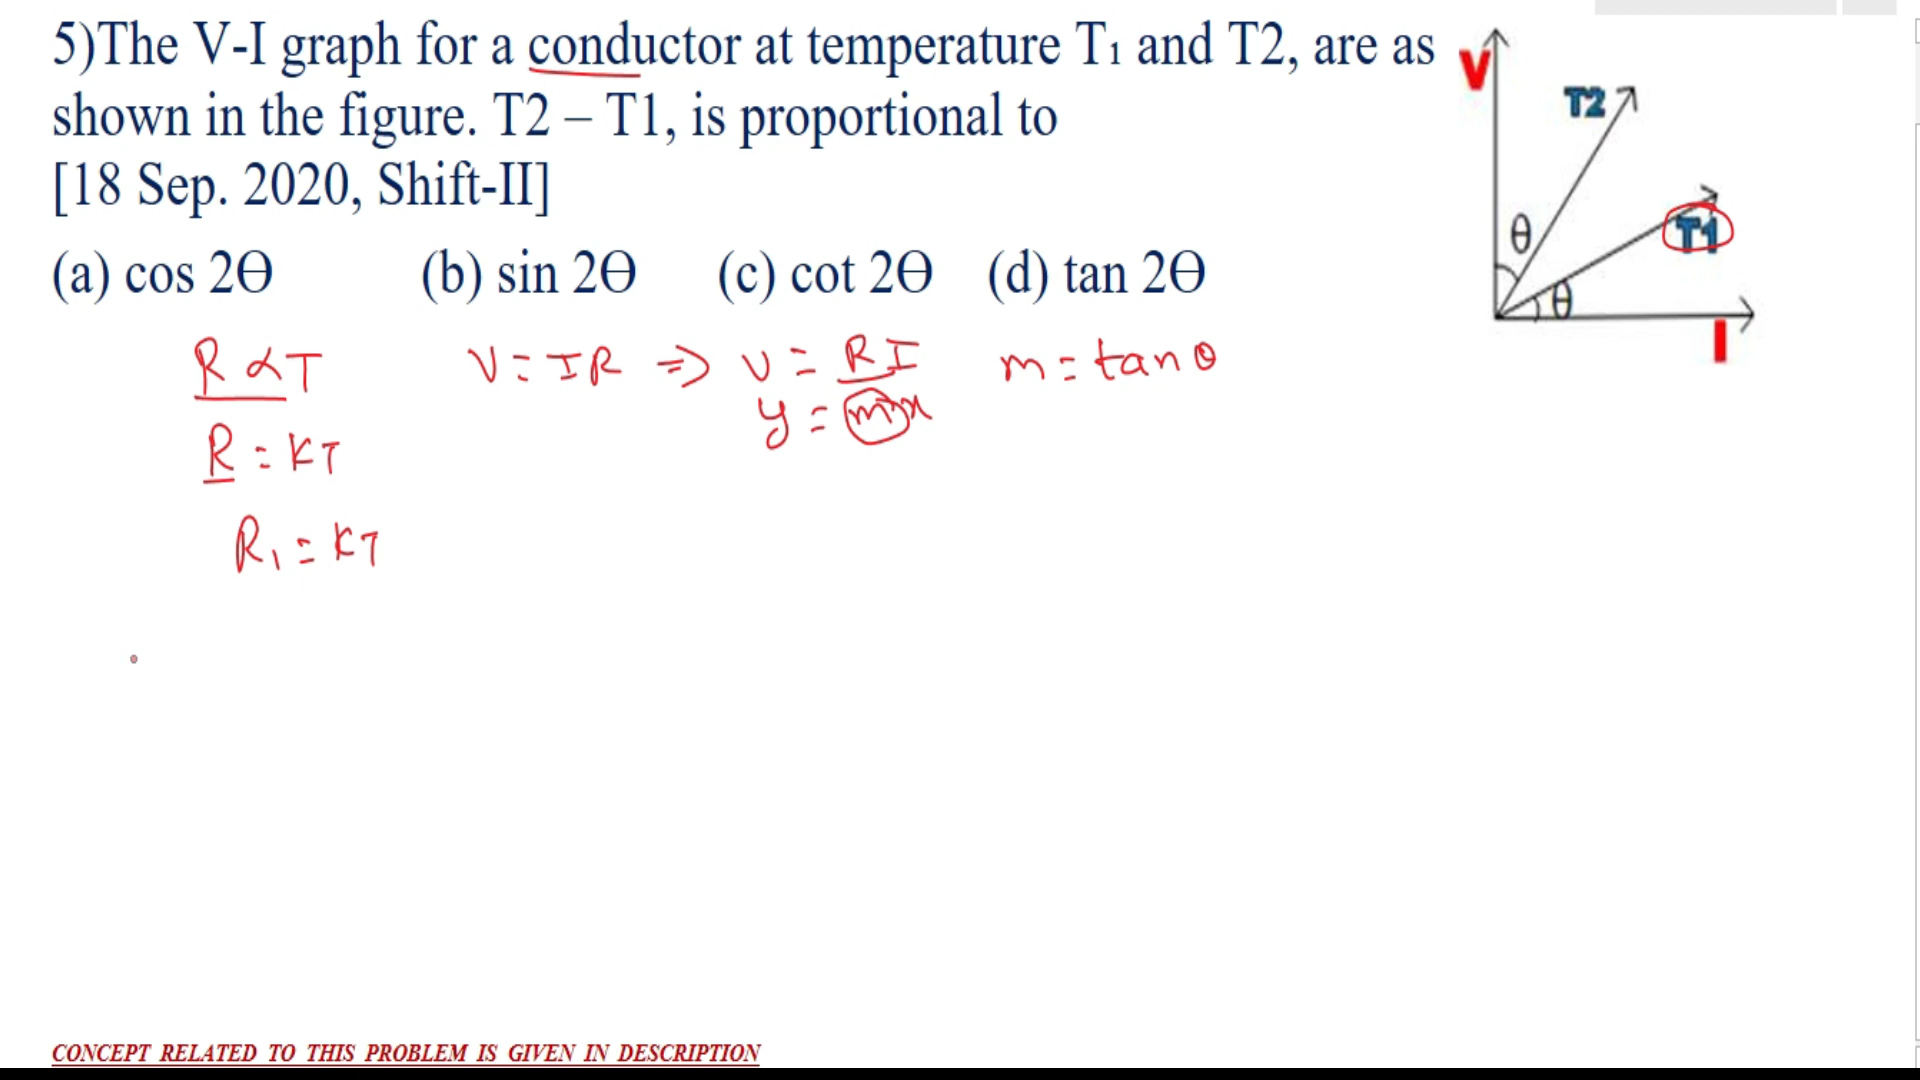 5)The V-I graph for a conductor at temperature T₁ and T2, are as
shown in the figure. T2 – T1, is proportional to
[18 Sep. 2020, Shift-II]
(a) cos 2Θ (b) sin 2Θ (c) cot 2Θ (d) tan 2Θ
V
T2
θ
T1
θ
I
R ∝ T V = IR ⇒ V = RI m = tan θ
y = mx
R = KT
R₁ = KT
CONCEPT RELATED TO THIS PROBLEM IS GIVEN IN DESCRIPTION